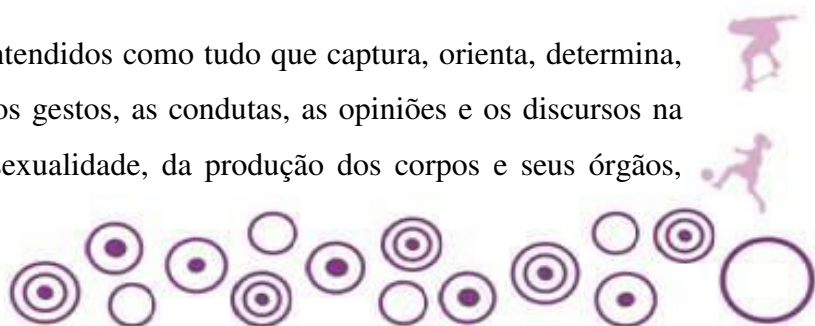 ntendidos como tudo que captura, orienta, determina,
os gestos, as condutas, as opiniões e os discursos na
sexualidade, da produção dos corpos e seus órgãos,